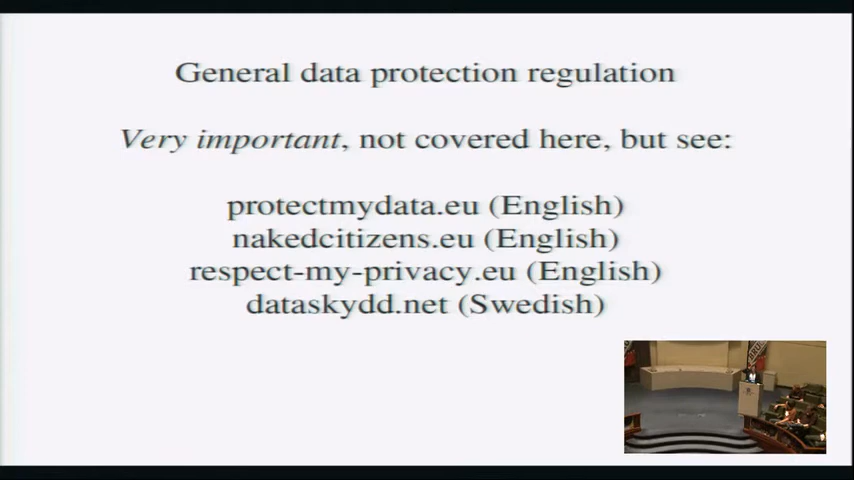 General data protection regulation
Very important, not covered here, but see:
protectmydata.eu (English)
nakedcitizens.eu (English)
respect-my-privacy.eu (English)
dataskydd.net (Swedish)